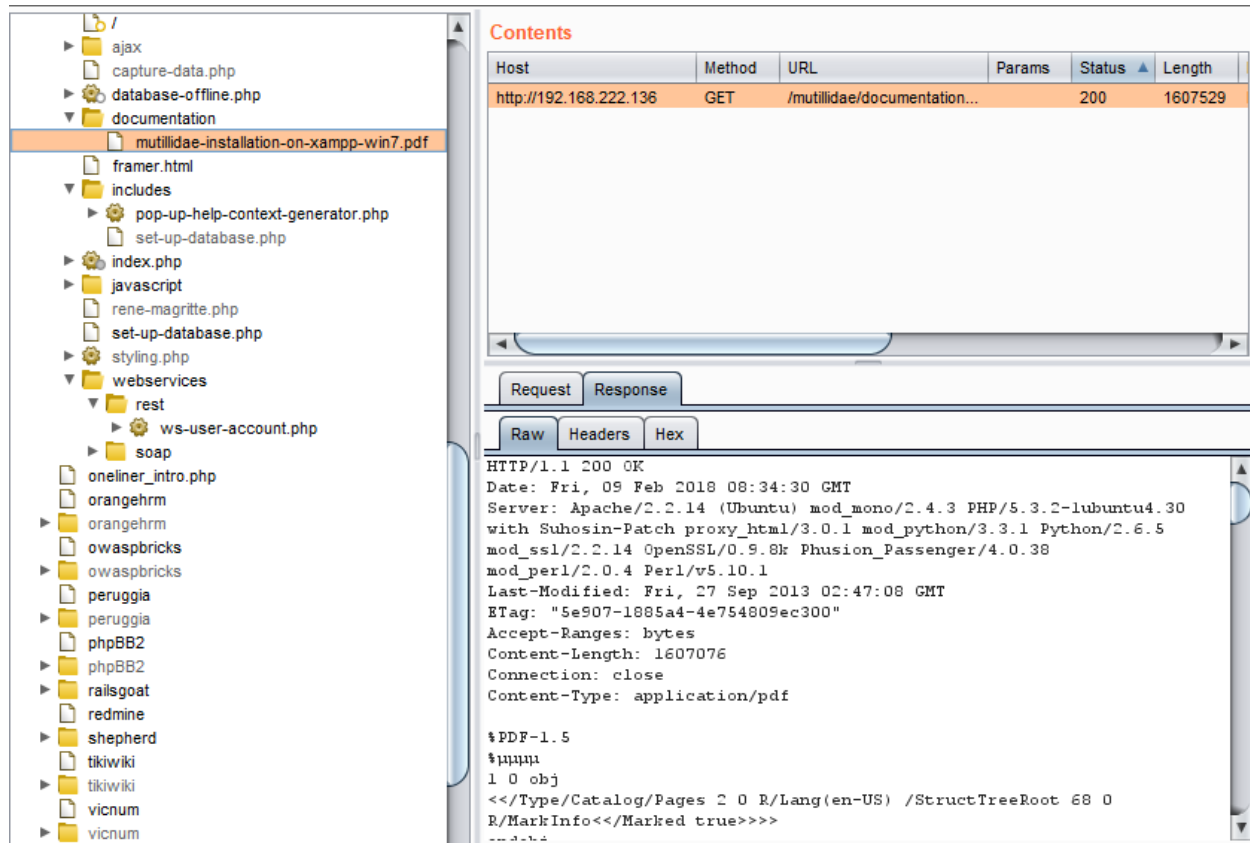 /
ajax
capture-data.php
database-offline.php
documentation
mutillidae-installation-on-xampp-win7.pdf
framer.html
includes
pop-up-help-context-generator.php
set-up-database.php
index.php
javascript
rene-magritte.php
set-up-database.php
styling.php
webservices
rest
ws-user-account.php
soap
oneliner_intro.php
orangehrm
orangehrm
owaspbricks
owaspbricks
peruggia
peruggia
phpBB2
phpBB2
railsgoat
redmine
shepherd
tikiwiki
tikiwiki
vicnum
vicnum
Contents
Host Method URL Params Status Length
http://192.168.222.136 GET /mutillidae/documentation... 200 1607529
Request Response
Raw Headers Hex
HTTP/1.1 200 OK
Date: Fri, 09 Feb 2018 08:34:30 GMT
Server: Apache/2.2.14 (Ubuntu) mod_mono/2.4.3 PHP/5.3.2-1ubuntu4.30
with Suhosin-Patch proxy_html/3.0.1 mod_python/3.3.1 Python/2.6.5
mod_ssl/2.2.14 OpenSSL/0.9.8k Phusion_Passenger/4.0.38
mod_perl/2.0.4 Perl/v5.10.1
Last-Modified: Fri, 27 Sep 2013 02:47:08 GMT
ETag: "5e907-1885a4-4e754809ec300"
Accept-Ranges: bytes
Content-Length: 1607076
Connection: close
Content-Type: application/pdf
%PDF-1.5
%µµµµ
1 0 obj
<</Type/Catalog/Pages 2 0 R/Lang(en-US) /StructTreeRoot 68 0
R/MarkInfo<</Marked true>>>>